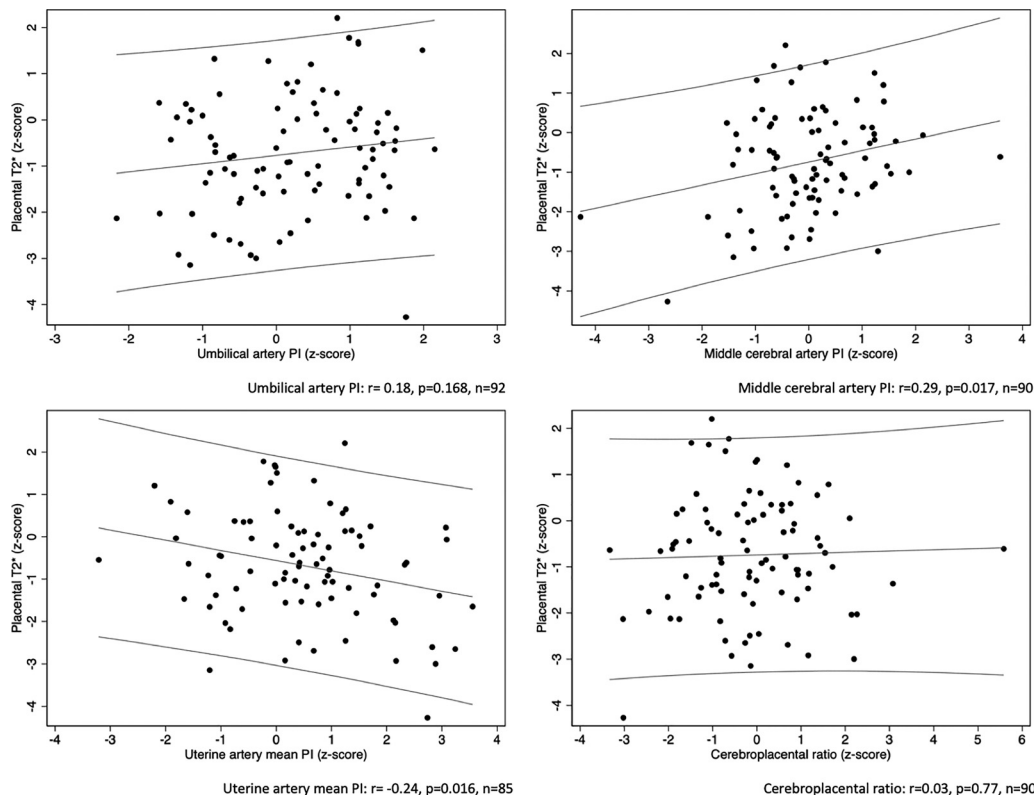 2
1
0
-1
-2
-3
-4
Placental T2* (z-score)
-3 -2 -1 0 1 2 3
Umbilical artery PI (z-score)
Umbilical artery PI: r= 0.18, p=0.168, n=92
3
2
1
0
-1
-2
-3
-4
Placental T2* (z-score)
-4 -3 -2 -1 0 1 2 3 4
Middle cerebral artery PI (z-score)
Middle cerebral artery PI: r=0.29, p=0.017, n=90
2
1
0
-1
-2
-3
-4
Placental T2* (z-score)
-4 -3 -2 -1 0 1 2 3 4
Uterine artery mean PI (z-score)
Uterine artery mean PI: r= -0.24, p=0.016, n=85
2
1
0
-1
-2
-3
-4
Placental T2* (z-score)
-4 -3 -2 -1 0 1 2 3 4 5 6
Cerebroplacental ratio (z-score)
Cerebroplacental ratio: r=0.03, p=0.77, n=90